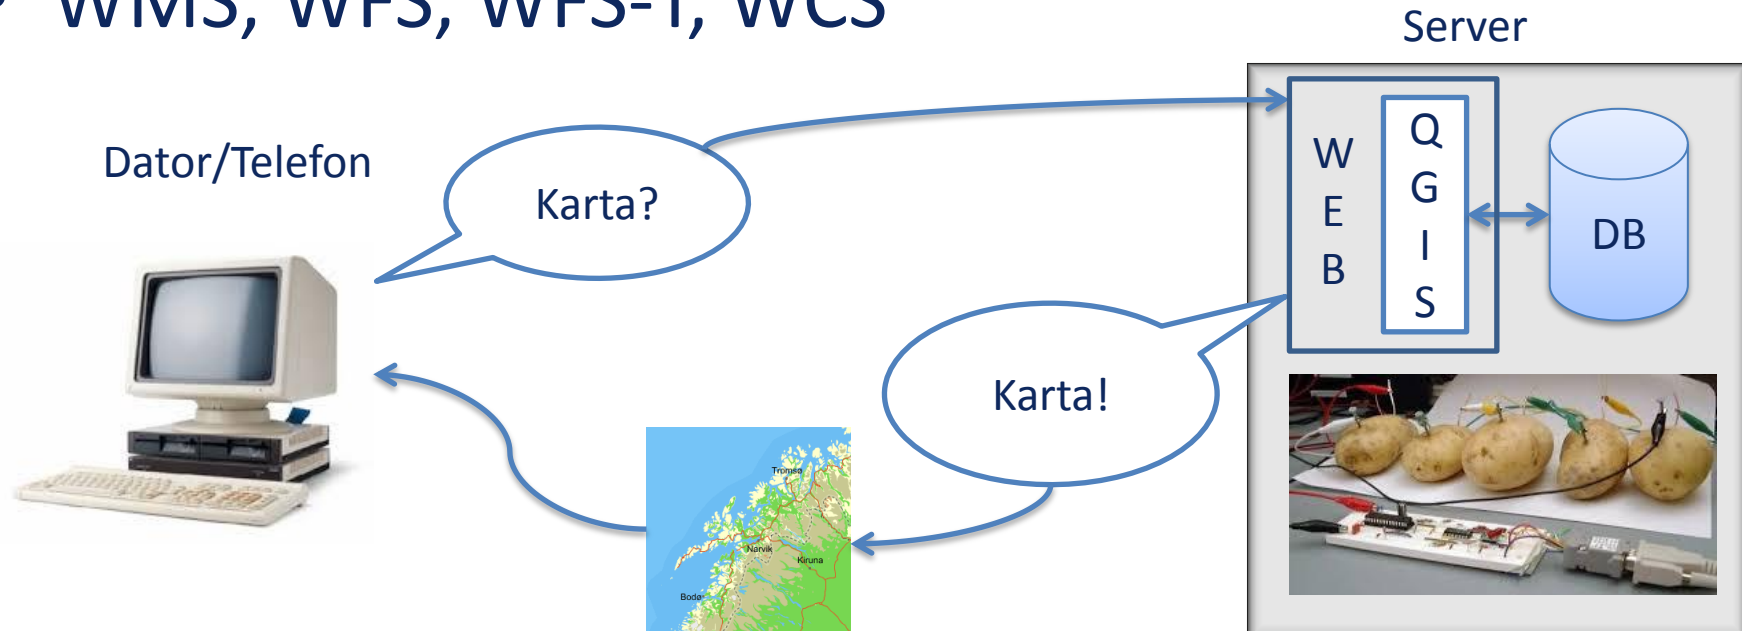 WMS, WFS, WFS-T, WCS
Server
Dator/Telefon
Karta?
W
E
B
Q
G
I
S
DB
Karta!
Tromsø
Narvik
Kiruna
Bodø